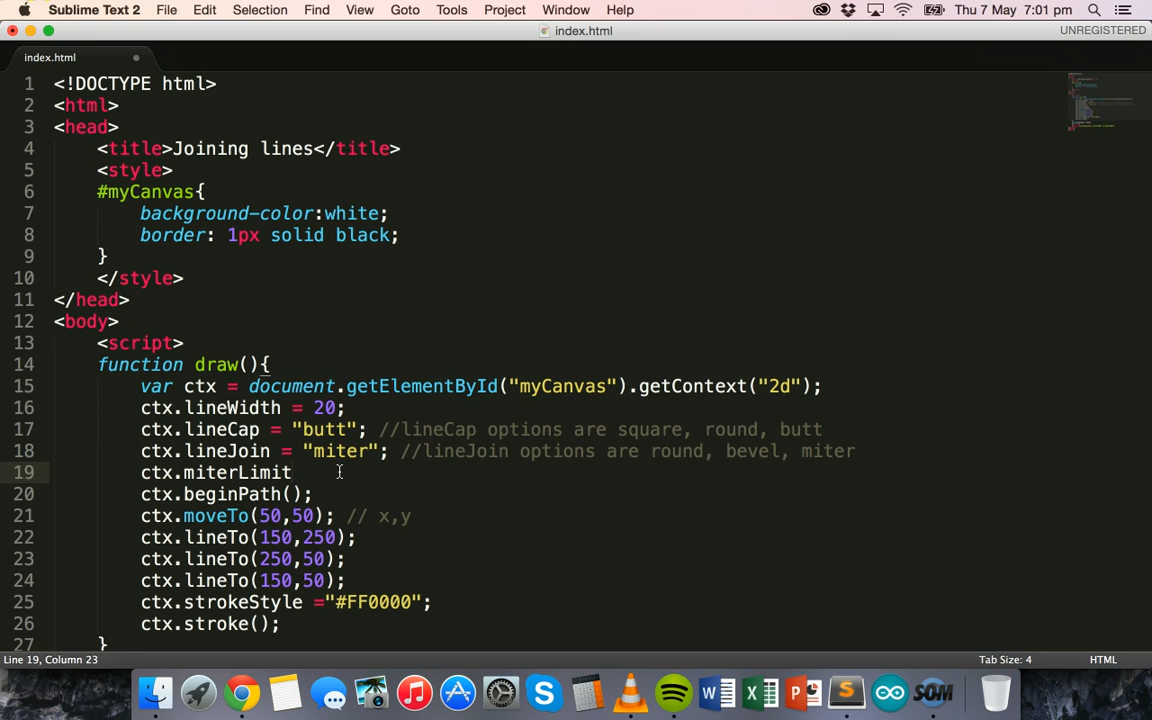 Sublime Text 2 File Edit Selection Find View Goto Tools Project Window Help Thu 7 May 7:01 pm
index.html UNREGISTERED
index.html
1 <!DOCTYPE html>
2 <html>
3 <head>
4 <title>Joining lines</title>
5 <style>
6 #myCanvas{
7 background-color:white;
8 border: 1px solid black;
9 }
10 </style>
11 </head>
12 <body>
13 <script>
14 function draw(){
15 var ctx = document.getElementById("myCanvas").getContext("2d");
16 ctx.lineWidth = 20;
17 ctx.lineCap = "butt"; //lineCap options are square, round, butt
18 ctx.lineJoin = "miter"; //lineJoin options are round, bevel, miter
19 ctx.miterLimit
20 ctx.beginPath();
21 ctx.moveTo(50,50); // x,y
22 ctx.lineTo(150,250);
23 ctx.lineTo(250,50);
24 ctx.lineTo(150,50);
25 ctx.strokeStyle ="#FF0000";
26 ctx.stroke();
27 }
Line 19, Column 23 Tab Size: 4 HTML
SOM